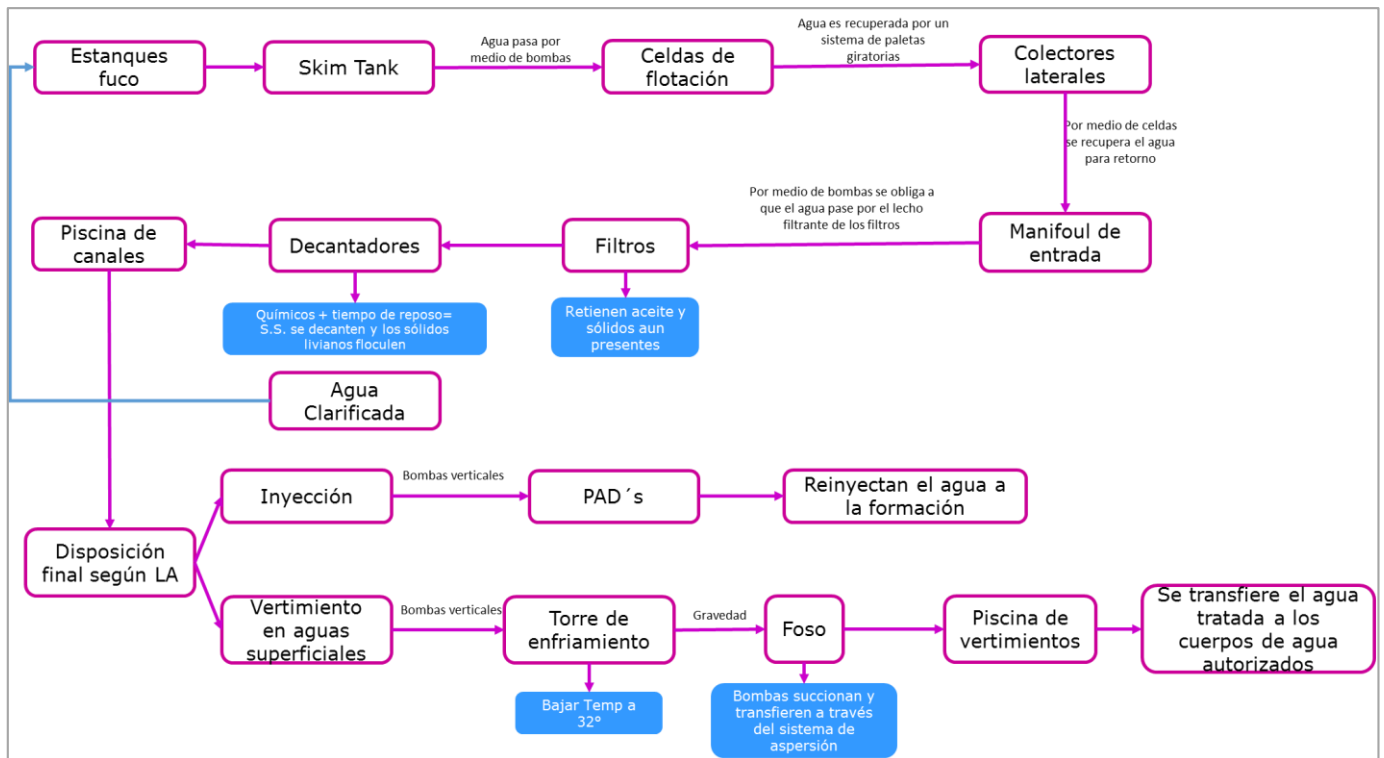 Estanques
fuco
Skim Tank
Agua pasa por
medio de bombas
Celdas de
flotación
Agua es recuperada por un
sistema de paletas
giratorias
Colectores
laterales
Por medio de celdas
se recupera el agua
para retorno
Piscina de
canales
Decantadores
Filtros
Por medio de bombas se obliga a
que el agua pase por el lecho
filtrante de los filtros
Manifoul de
entrada
Químicos + tiempo de reposo=
S.S. se decanten y los sólidos
livianos floculen
Retienen aceite y
sólidos aun
presentes
Agua
Clarificada
Inyección
Bombas verticales
PAD´s
Reinyectan el agua a
la formación
Disposición
final según LA
Vertimiento
en aguas
superficiales
Bombas verticales
Torre de
enfriamiento
Gravedad
Foso
Piscina de
vertimientos
Se transfiere el agua
tratada a los
cuerpos de agua
autorizados
Bajar Temp a
32°
Bombas succionan y
transfieren a través
del sistema de
aspersión